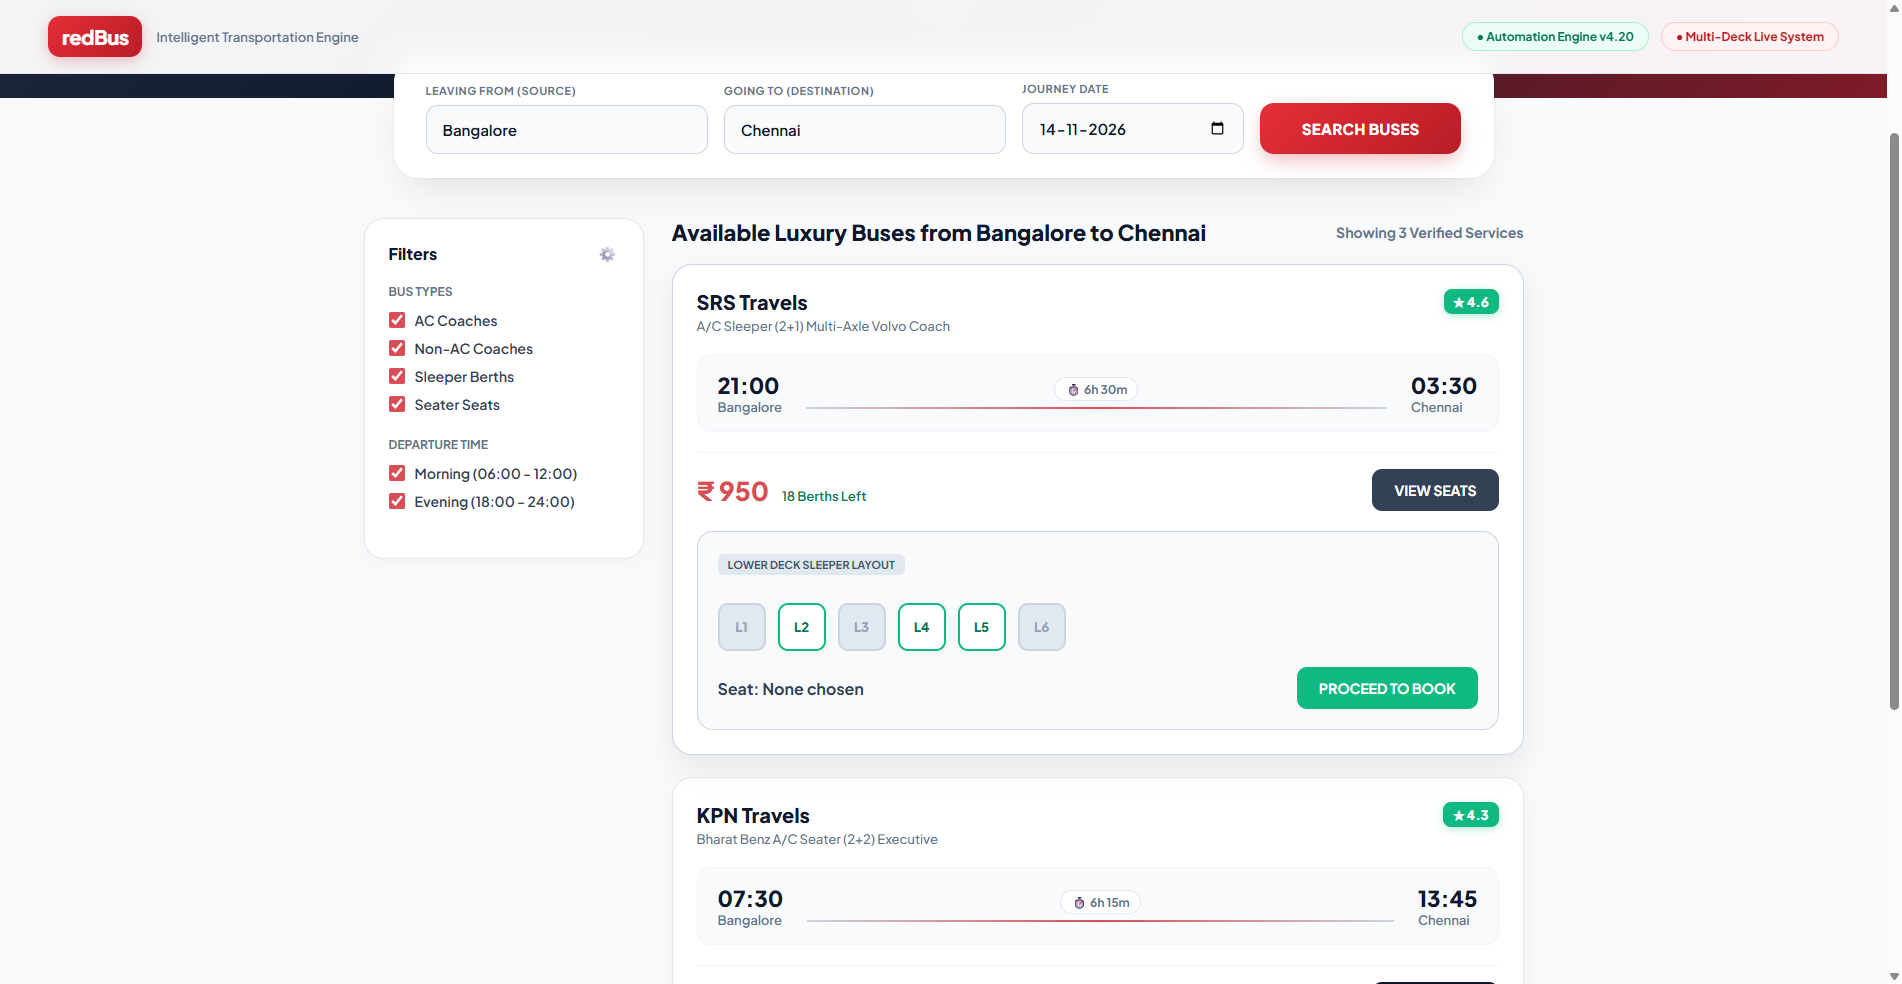 redBus
Intelligent Transportation Engine
● Automation Engine v4.20
● Multi-Deck Live System
LEAVING FROM (SOURCE)
GOING TO (DESTINATION)
JOURNEY DATE
Bangalore
Chennai
14-11-2026
SEARCH BUSES
Filters
BUS TYPES
AC Coaches
Non-AC Coaches
Sleeper Berths
Seater Seats
DEPARTURE TIME
Morning (06:00 - 12:00)
Evening (18:00 - 24:00)
Available Luxury Buses from Bangalore to Chennai
Showing 3 Verified Services
SRS Travels
★ 4.6
A/C Sleeper (2+1) Multi-Axle Volvo Coach
21:00
Bangalore
6h 30m
03:30
Chennai
₹ 950
18 Berths Left
VIEW SEATS
LOWER DECK SLEEPER LAYOUT
L1
L2
L3
L4
L5
L6
Seat: None chosen
PROCEED TO BOOK
KPN Travels
★ 4.3
Bharat Benz A/C Seater (2+2) Executive
07:30
Bangalore
6h 15m
13:45
Chennai